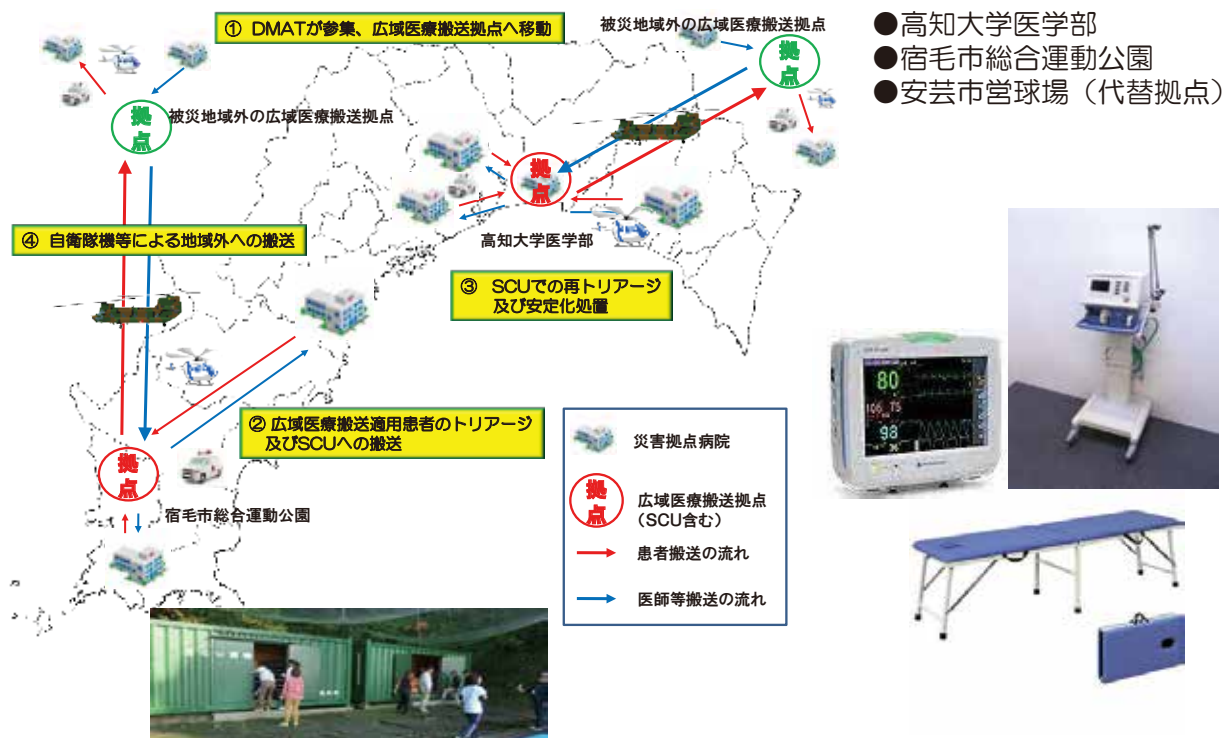 ① DMATが参集、広域医療搬送拠点へ移動
被災地域外の広域医療搬送拠点
●高知大学医学部
●宿毛市総合運動公園
●安芸市営球場（代替拠点）
拠
点
拠
点
被災地域外の広域医療搬送拠点
拠
点
高知大学医学部
④ 自衛隊機等による地域外への搬送
③ SCUでの再トリアージ
及び安定化処置
② 広域医療搬送適用患者のトリアージ
及びSCUへの搬送
拠
点
宿毛市総合運動公園
災害拠点病院
拠
点
広域医療搬送拠点
（SCU含む）
患者搬送の流れ
医師等搬送の流れ
80
106 75
98